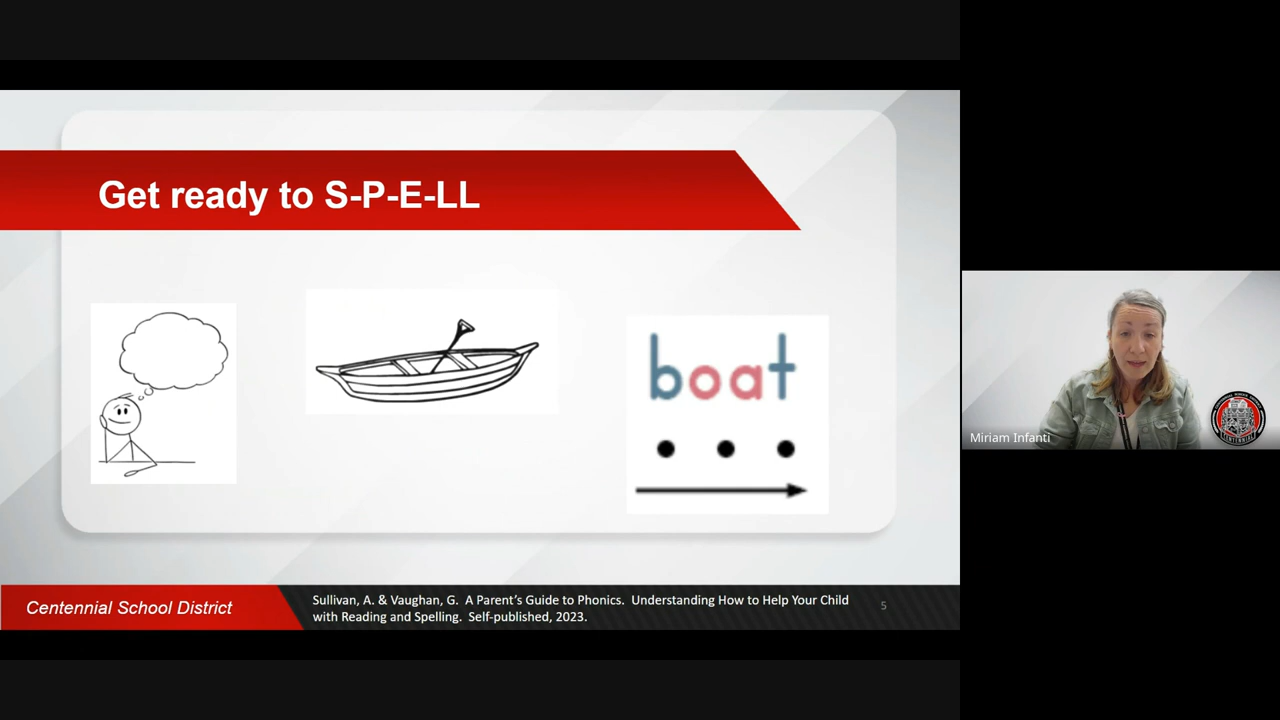 Get ready to S-P-E-LL
boat
Miriam Infanti
CENTENNIAL
Centennial School District
Sullivan, A. & Vaughan, G.  A Parent's Guide to Phonics.  Understanding How to Help Your Child
with Reading and Spelling.  Self-published, 2023.
5